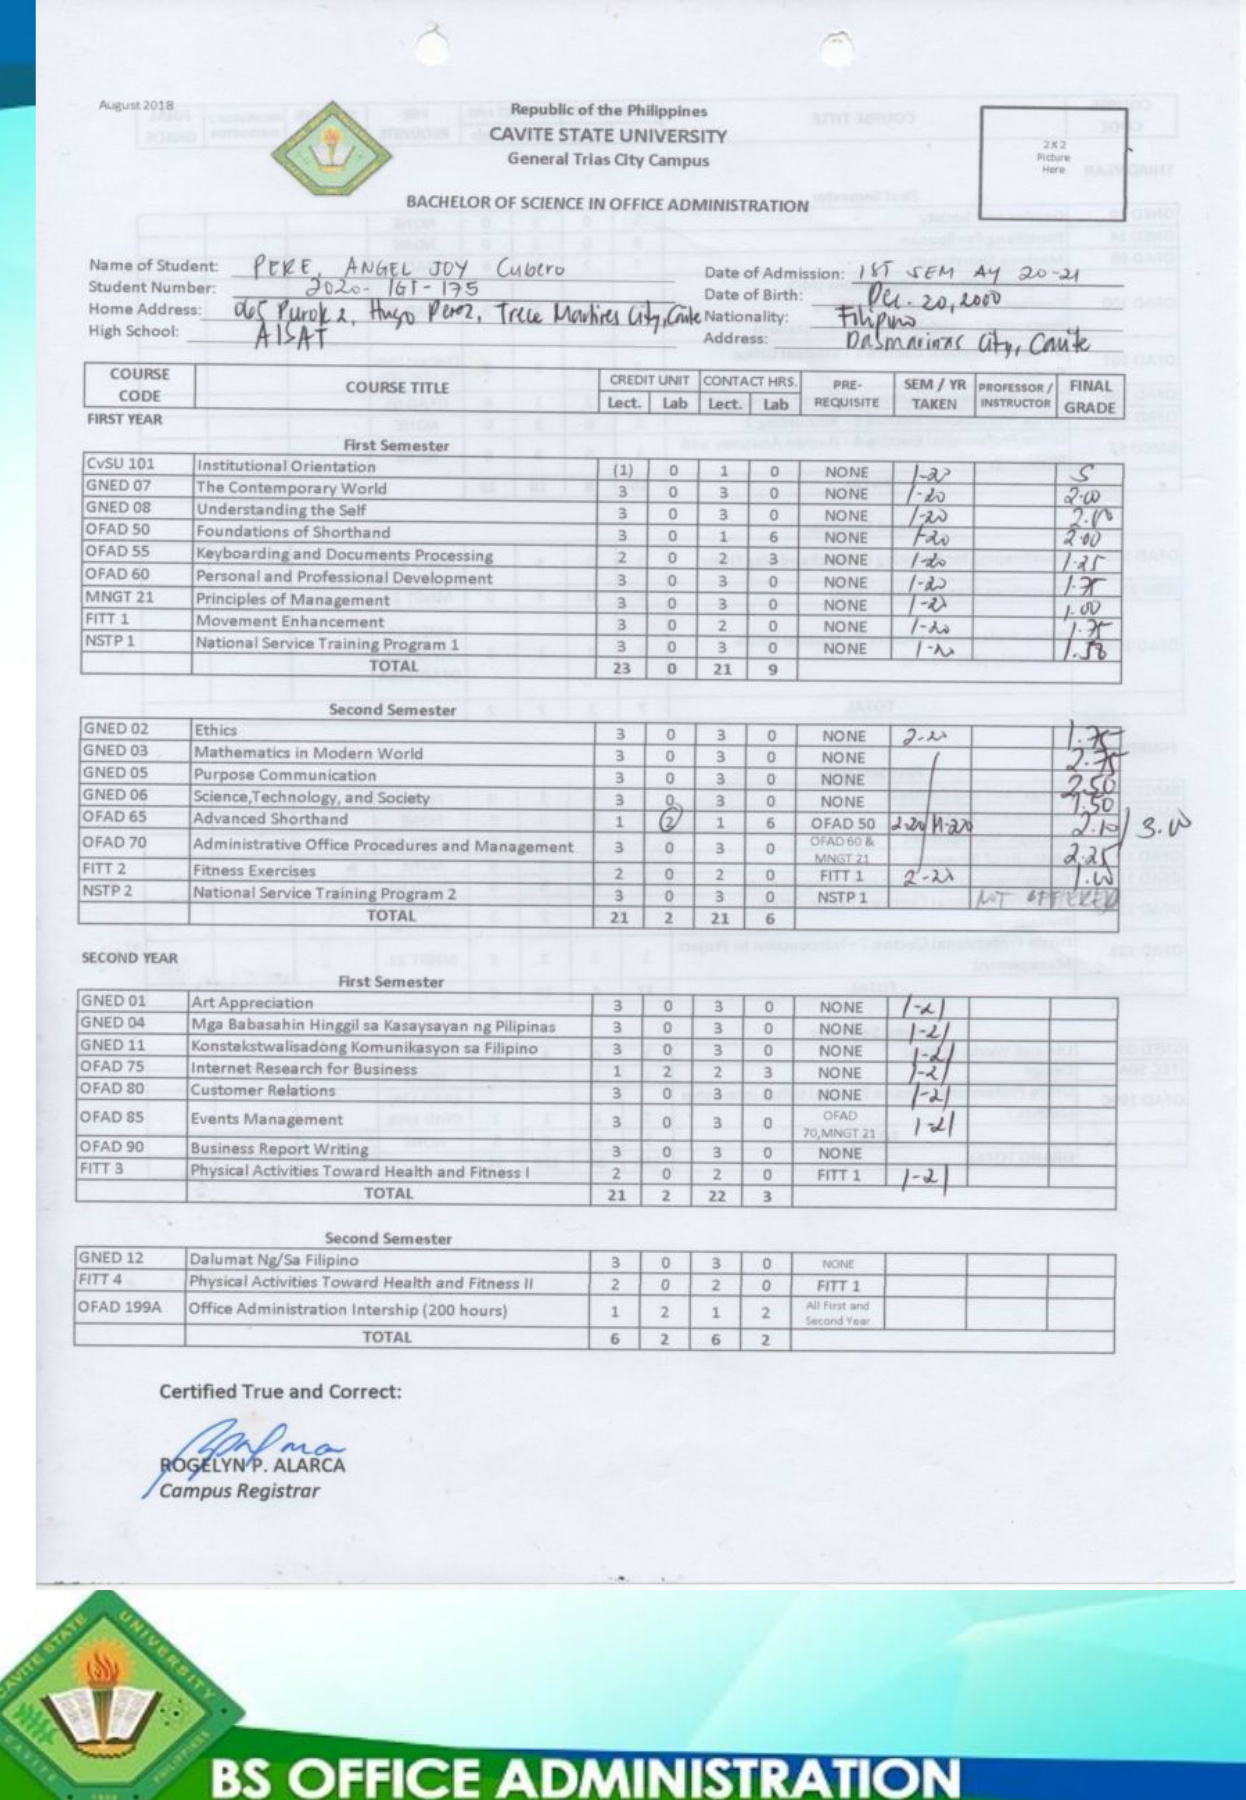 August 2018
Republic of the Philippines
CAVITE STATE UNIVERSITY
General Trias City Campus
2 X 2
Picture
Here
BACHELOR OF SCIENCE IN OFFICE ADMINISTRATION
Name of Student: PERE, ANGEL JOY Cubero
Date of Admission: 1ST SEM AY 20-21
Student Number: 2020-IGT-175
Date of Birth: Dec. 20, 2000
Home Address: 065 Purok 2, Hugo Perez, Trece Martires City, Cavite
Nationality: Filipino
High School: AISAT
Address: Dasmarinas City, Cavite
COURSE CODE COURSE TITLE CREDIT UNIT CONTACT HRS. PRE-REQUISITE SEM / YR TAKEN PROFESSOR / INSTRUCTOR FINAL GRADE
Lect. Lab Lect. Lab
FIRST YEAR
First Semester
CvSU 101 Institutional Orientation (1) 0 1 0 NONE 1-20 S
GNED 07 The Contemporary World 3 0 3 0 NONE 1-20 2.00
GNED 08 Understanding the Self 3 0 3 0 NONE 1-20
OFAD 50 Foundations of Shorthand 3 0 1 6 NONE 1-20 2.00
OFAD 55 Keyboarding and Documents Processing 2 0 2 3 NONE 1-20 1.25
OFAD 60 Personal and Professional Development 3 0 3 0 NONE 1-20 1.75
MNGT 21 Principles of Management 3 0 3 0 NONE 1-20 1.00
FITT 1 Movement Enhancement 3 0 2 0 NONE 1-20 1.75
NSTP 1 National Service Training Program 1 3 0 3 0 NONE 1-20
TOTAL 23 0 21 9
Second Semester
GNED 02 Ethics 3 0 3 0 NONE 2-20 1.75
GNED 03 Mathematics in Modern World 3 0 3 0 NONE 2.75
GNED 05 Purpose Communication 3 0 3 0 NONE 2.50
GNED 06 Science,Technology, and Society 3 0 3 0 NONE 1.50
OFAD 65 Advanced Shorthand 1 2 1 6 OFAD 50 2-20 3.00
OFAD 70 Administrative Office Procedures and Management 3 0 3 0 OFAD 60 & MNGT 21 2.25
FITT 2 Fitness Exercises 2 0 2 0 FITT 1 2-20 1.00
NSTP 2 National Service Training Program 2 3 0 3 0 NSTP 1 NOT OFFERED
TOTAL 21 2 21 6
SECOND YEAR
First Semester
GNED 01 Art Appreciation 3 0 3 0 NONE 1-21
GNED 04 Mga Babasahin Hinggil sa Kasaysayan ng Pilipinas 3 0 3 0 NONE 1-21
GNED 11 Konstekstwalisadong Komunikasyon sa Filipino 3 0 3 0 NONE 1-21
OFAD 75 Internet Research for Business 1 2 2 3 NONE 1-21
OFAD 80 Customer Relations 3 0 3 0 NONE 1-21
OFAD 85 Events Management 3 0 3 0 OFAD 70,MNGT 21 1-21
OFAD 90 Business Report Writing 3 0 3 0 NONE
FITT 3 Physical Activities Toward Health and Fitness I 2 0 2 0 FITT 1 1-21
TOTAL 21 2 22 3
Second Semester
GNED 12 Dalumat Ng/Sa Filipino 3 0 3 0 NONE
FITT 4 Physical Activities Toward Health and Fitness II 2 0 2 0 FITT 1
OFAD 199A Office Administration Intership (200 hours) 1 2 1 2 All First and Second Year
TOTAL 6 2 6 2
Certified True and Correct:
ROGELYN P. ALARCA
Campus Registrar
CAVITE STATE UNIVERSITY
CAVITE PHILIPPINES
BS OFFICE ADMINISTRATION